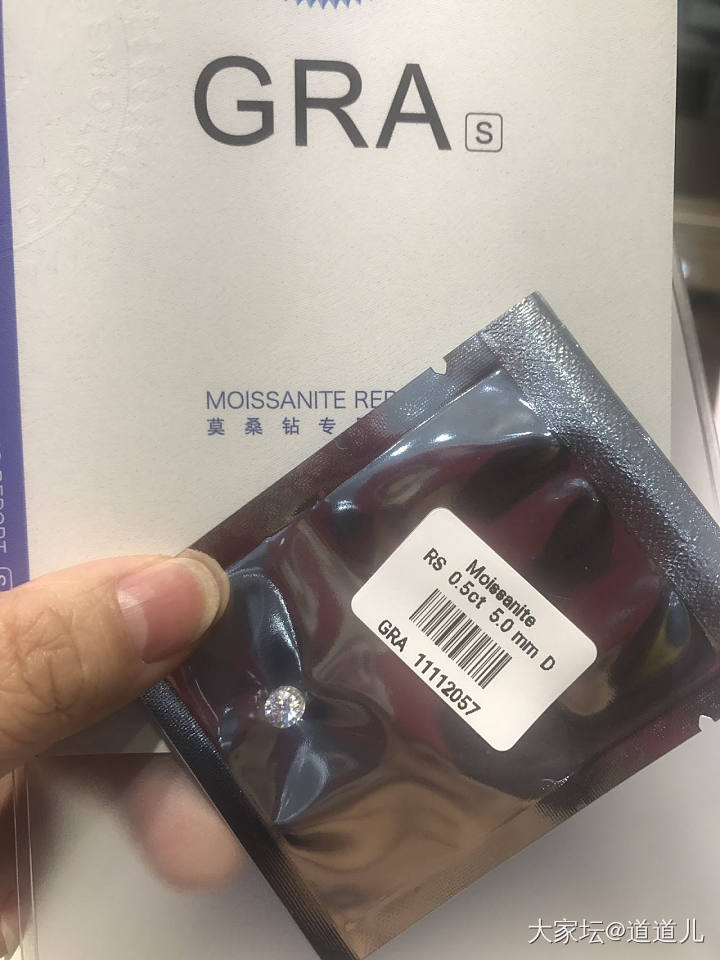 GRA S
MOISSANITE REP
莫桑钻专
Moissanite
RS 0.5ct 5.0 mm D
GRA 11112057
大家坛@道道儿